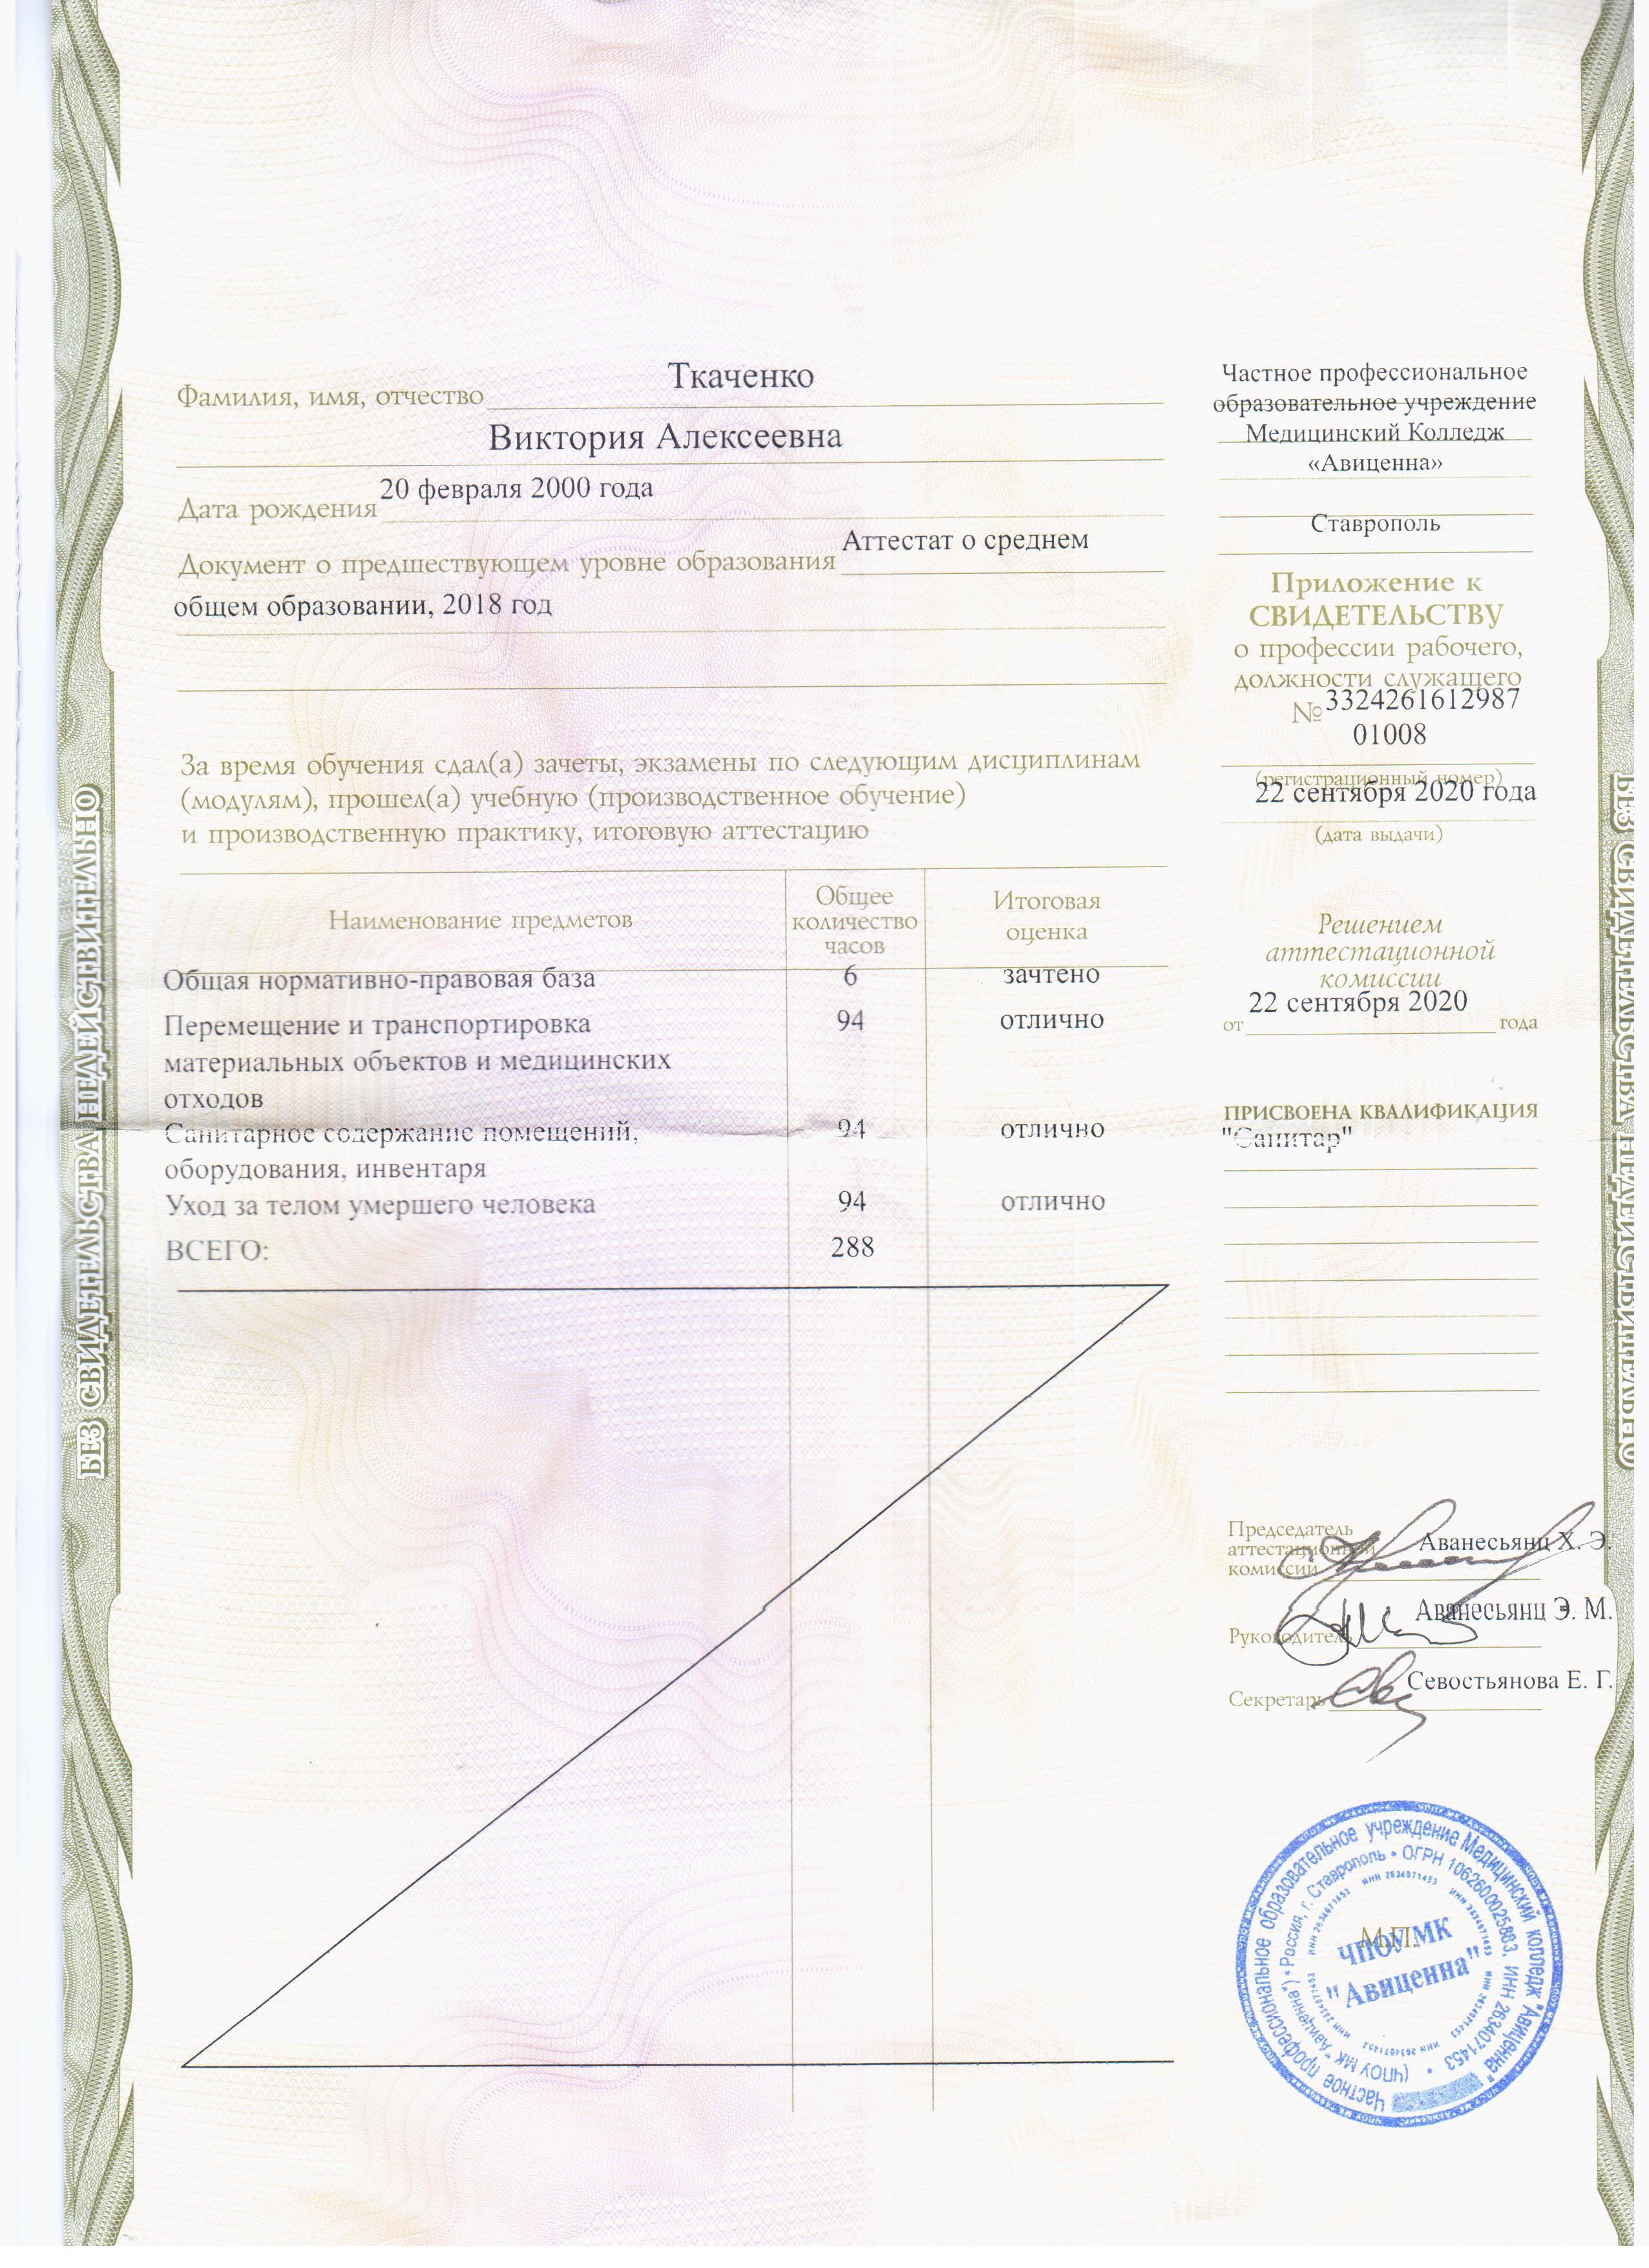 Фамилия, имя, отчество Ткаченко
Виктория Алексеевна
Дата рождения 20 февраля 2000 года
Документ о предшествующем уровне образования Аттестат о среднем
общем образовании, 2018 год
За время обучения сдал(а) зачеты, экзамены по следующим дисциплинам
(модулям), прошел(а) учебную (производственное обучение)
и производственную практику, итоговую аттестацию
Наименование предметов
Общее
количество
часов
Итоговая
оценка
Общая нормативно-правовая база 6 зачтено
Перемещение и транспортировка 94 отлично
материальных объектов и медицинских
отходов
Санитарное содержание помещений, 94 отлично
оборудования, инвентаря
Уход за телом умершего человека 94 отлично
ВСЕГО: 288
Частное профессиональное
образовательное учреждение
Медицинский Колледж
«Авиценна»
Ставрополь
Приложение к
СВИДЕТЕЛЬСТВУ
о профессии рабочего,
должности служащего
№ 3324261612987
01008
(регистрационный номер)
22 сентября 2020 года
(дата выдачи)
Решением
аттестационной
комиссии
от 22 сентября 2020 года
ПРИСВОЕНА КВАЛИФИКАЦИЯ
"Санитар"
Председатель
аттестационной
комиссии
Аванесьянц Х. Э.
Руководитель Аванесьянц Э. М.
Секретарь Севостьянова Е. Г.
М.П.
Частное профессиональное образовательное учреждение Медицинский колледж "Авиценна"
(ЧПОУ МК "Авиценна") • Россия, г. Ставрополь • ОГРН 1062600025883, ИНН 2634071453 •
ИНН 2634071453
ЧПОУ МК
"Авиценна"
БЕЗ СВИДЕТЕЛЬСТВА НЕДЕЙСТВИТЕЛЬНО
БЕЗ СВИДЕТЕЛЬСТВА НЕДЕЙСТВИТЕЛЬНО